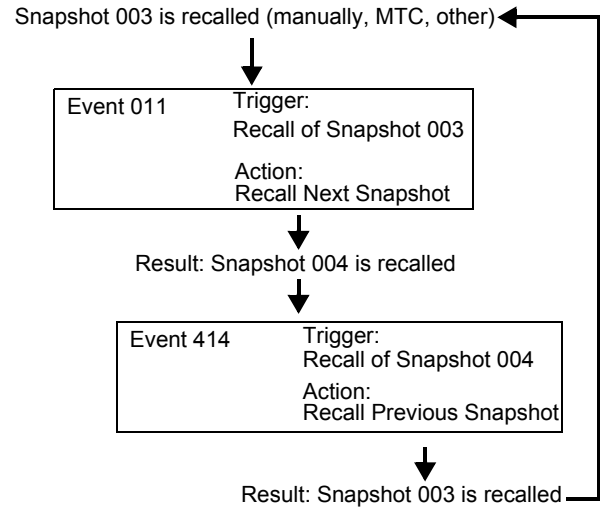 Snapshot 003 is recalled (manually, MTC, other)
Event 011
Trigger:
Recall of Snapshot 003
Action:
Recall Next Snapshot
Result: Snapshot 004 is recalled
Event 414
Trigger:
Recall of Snapshot 004
Action:
Recall Previous Snapshot
Result: Snapshot 003 is recalled